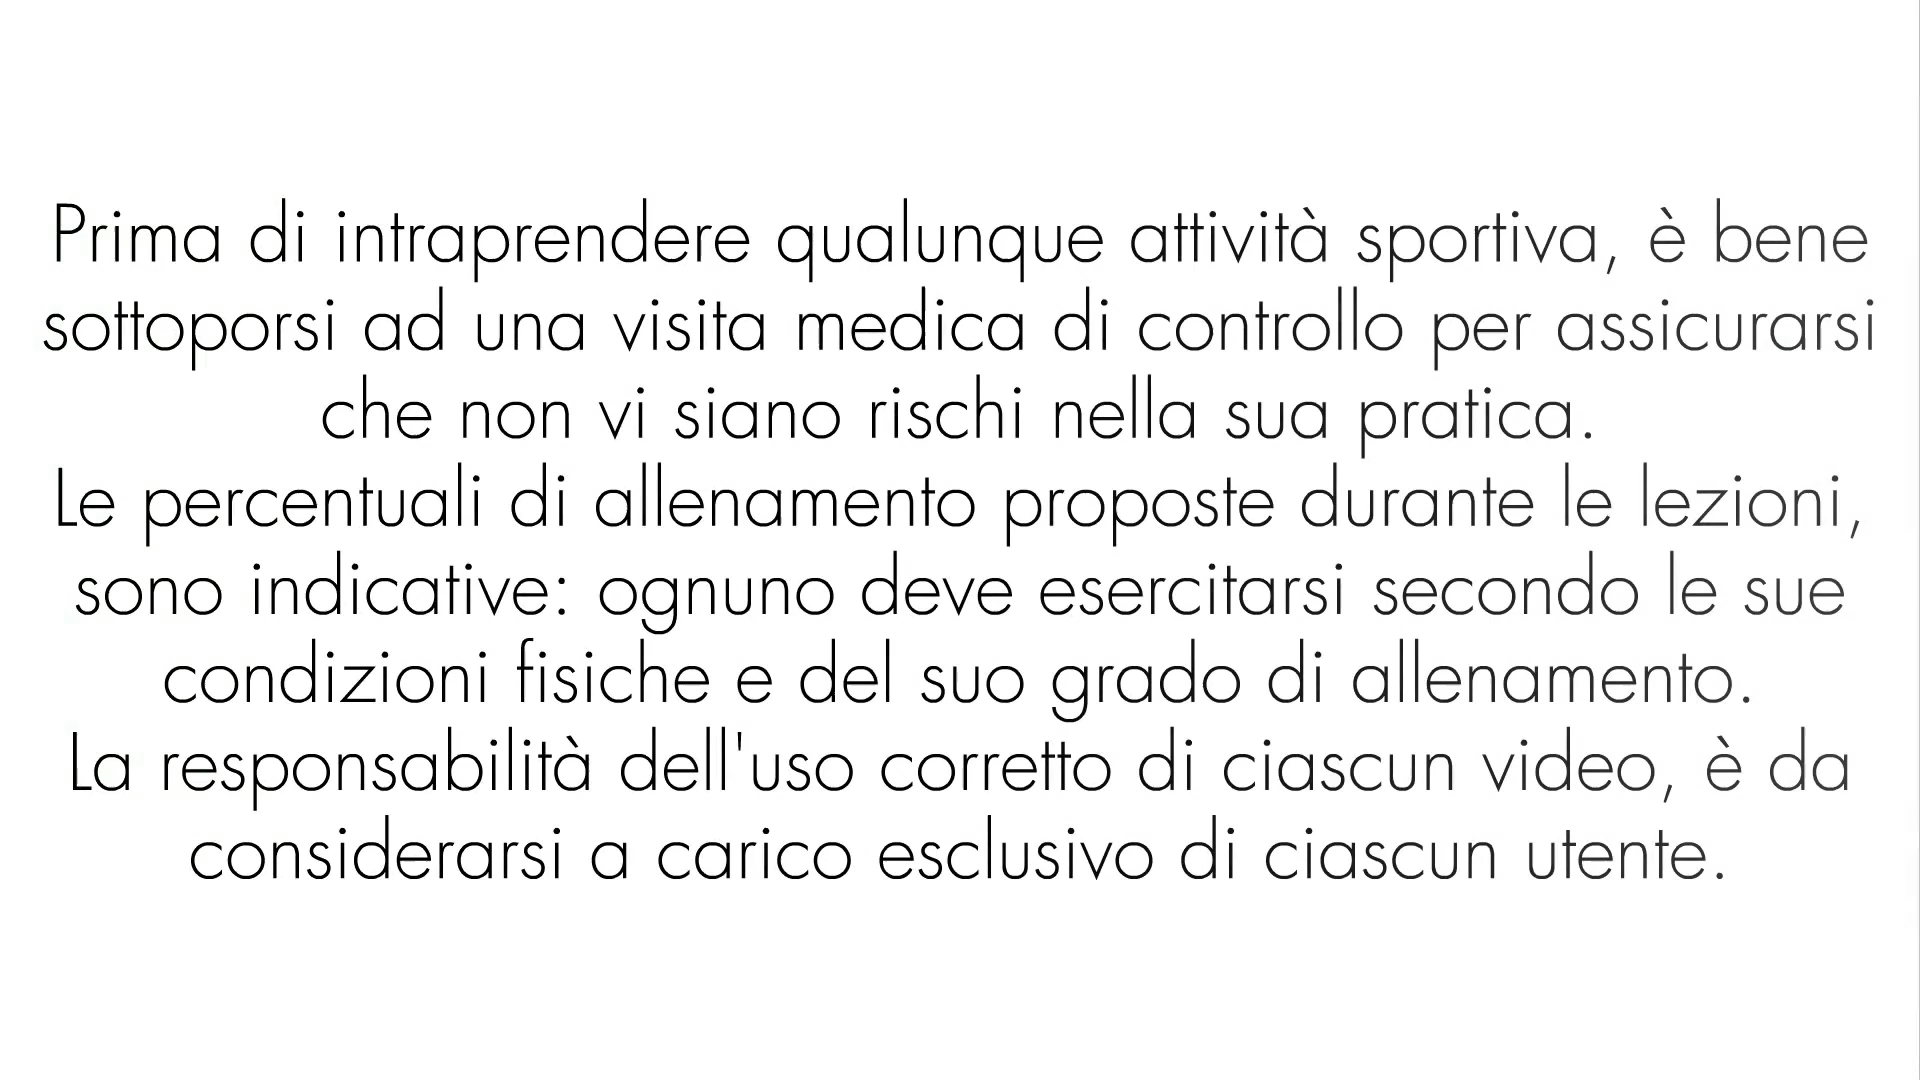 Prima di intraprendere qualunque attività sportiva, è bene
sottoporsi ad una visita medica di controllo per assicurarsi
che non vi siano rischi nella sua pratica.
Le percentuali di allenamento proposte durante le lezioni,
sono indicative: ognuno deve esercitarsi secondo le sue
condizioni fisiche e del suo grado di allenamento.
La responsabilità dell'uso corretto di ciascun video, è da
considerarsi a carico esclusivo di ciascun utente.